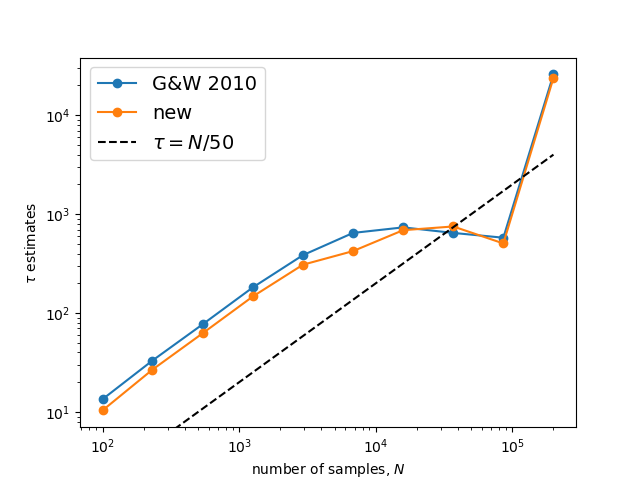 G&W 2010
new
τ = N/50
10⁴
10³
10²
10¹
τ estimates
10² 10³ 10⁴ 10⁵
number of samples, N